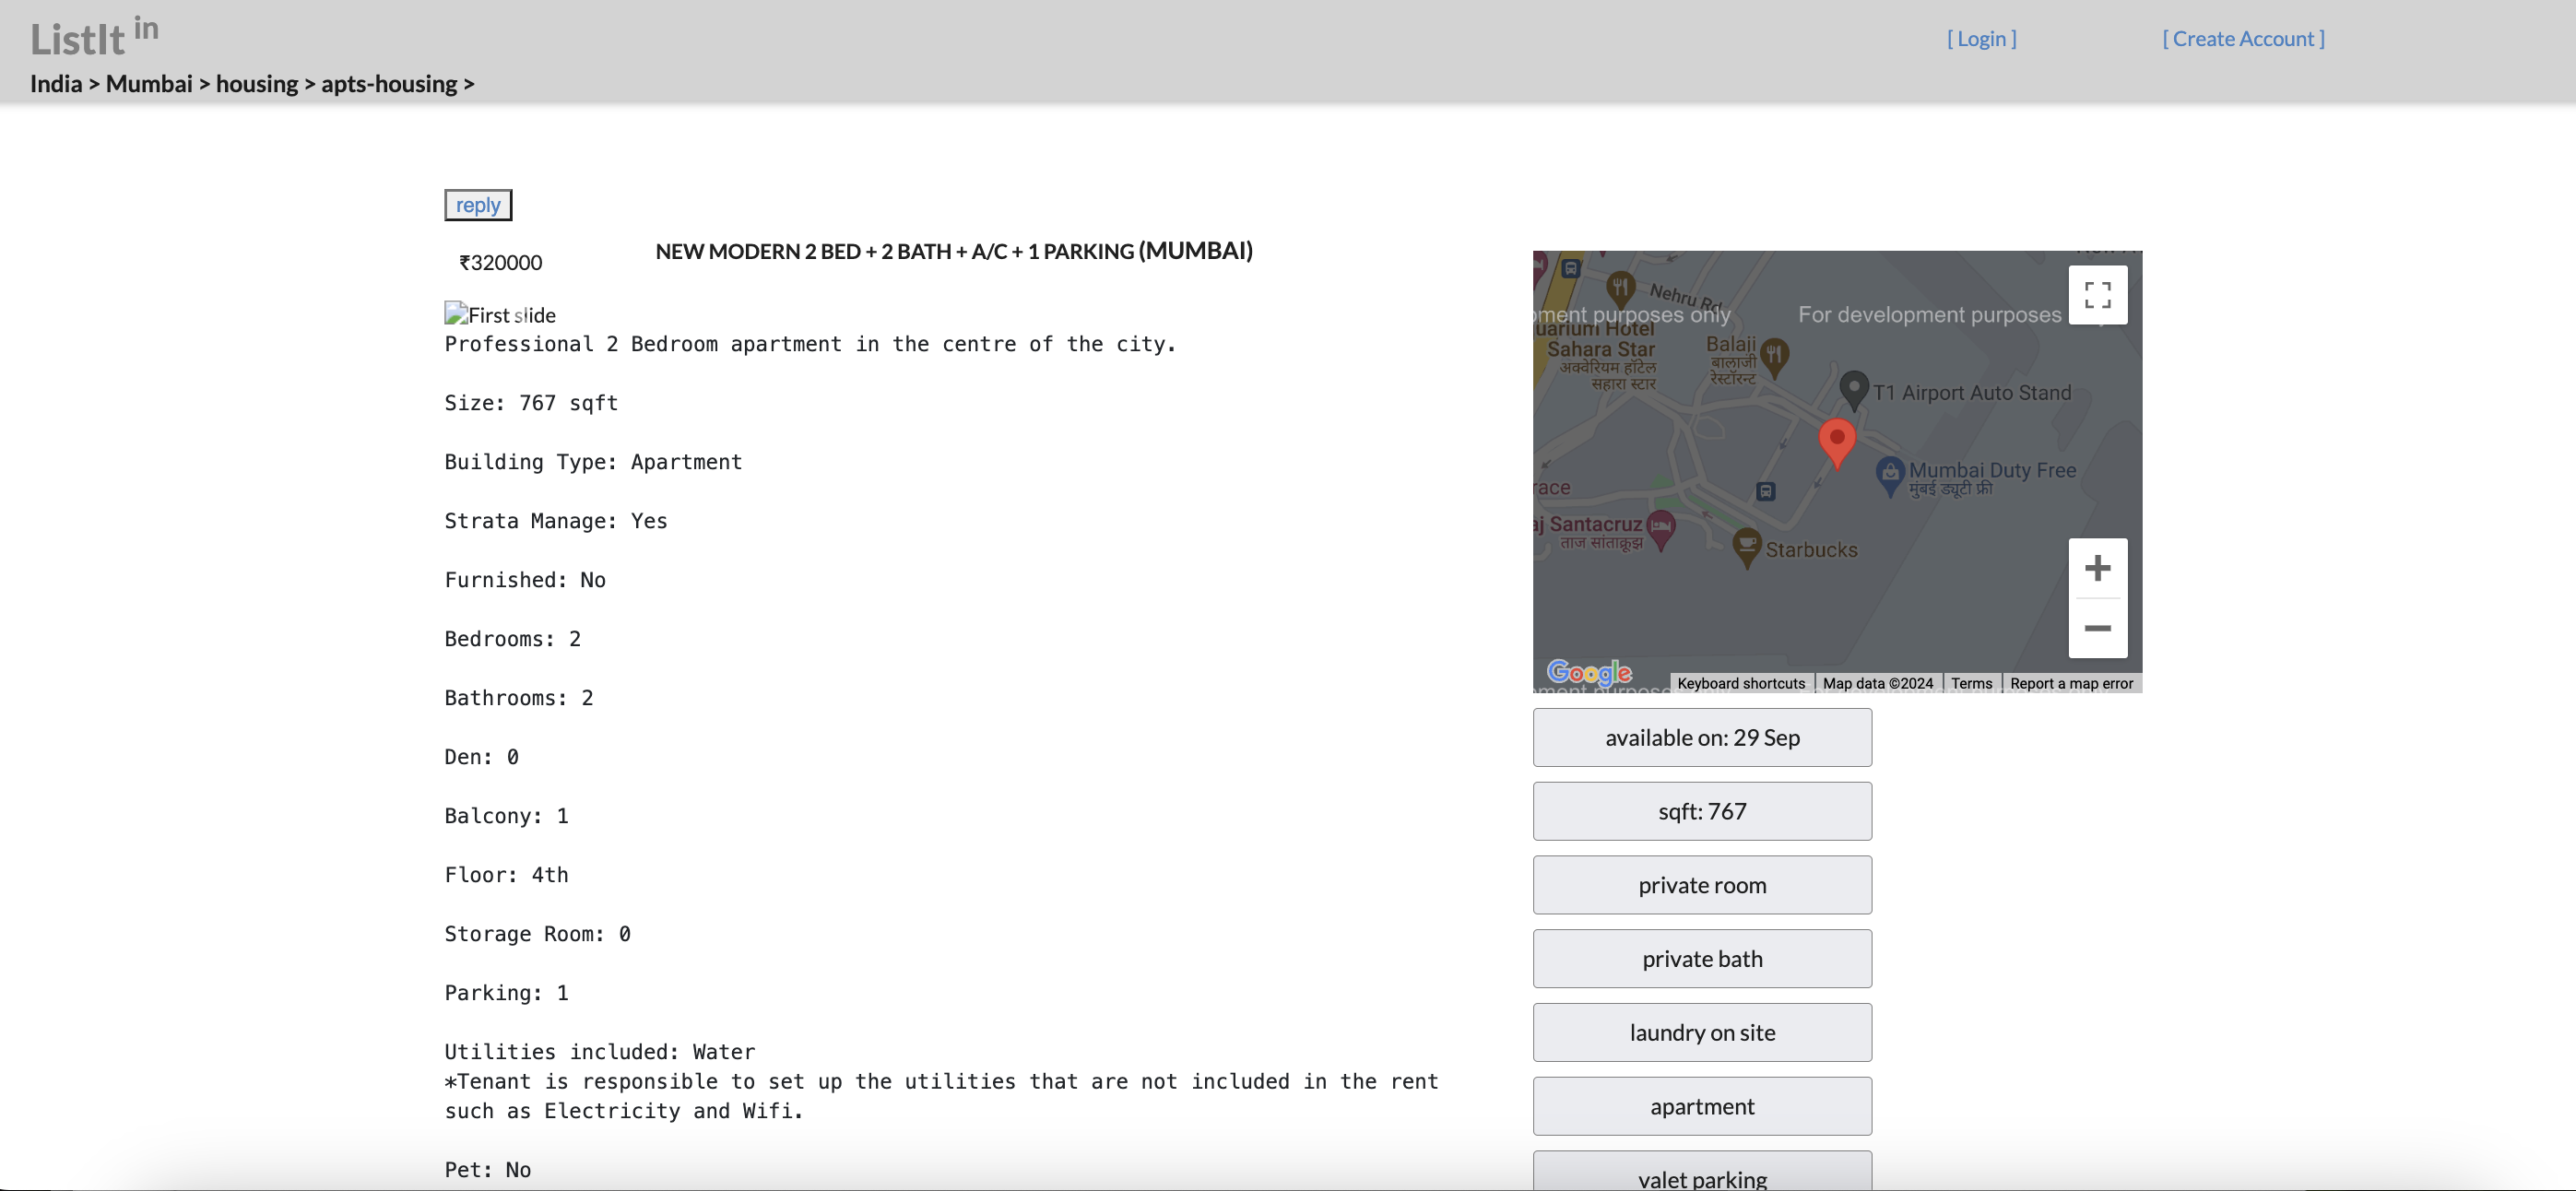 ListIt in
[ Login ]
[ Create Account ]
India > Mumbai > housing > apts-housing >
reply
₹320000
NEW MODERN 2 BED + 2 BATH + A/C + 1 PARKING (MUMBAI)
First slide
Professional 2 Bedroom apartment in the centre of the city.
Size: 767 sqft
Building Type: Apartment
Strata Manage: Yes
Furnished: No
Bedrooms: 2
Bathrooms: 2
Den: 0
Balcony: 1
Floor: 4th
Storage Room: 0
Parking: 1
Utilities included: Water
*Tenant is responsible to set up the utilities that are not included in the rent
such as Electricity and Wifi.
Pet: No
Nehru Rd
purposes only
For development purposes
Hotel
Sahara Star
अक्वेरियम हॉटेल
सहारा स्टार
Balaji
बालाजी
रेस्टॉरन्ट
T1 Airport Auto Stand
Mumbai Duty Free
मुंबई ड्युटी फ्री
Santacruz
ताज सांताक्रूझ
Starbucks
Google
Keyboard shortcuts
Map data ©2024
Terms
Report a map error
available on: 29 Sep
sqft: 767
private room
private bath
laundry on site
apartment
valet parking